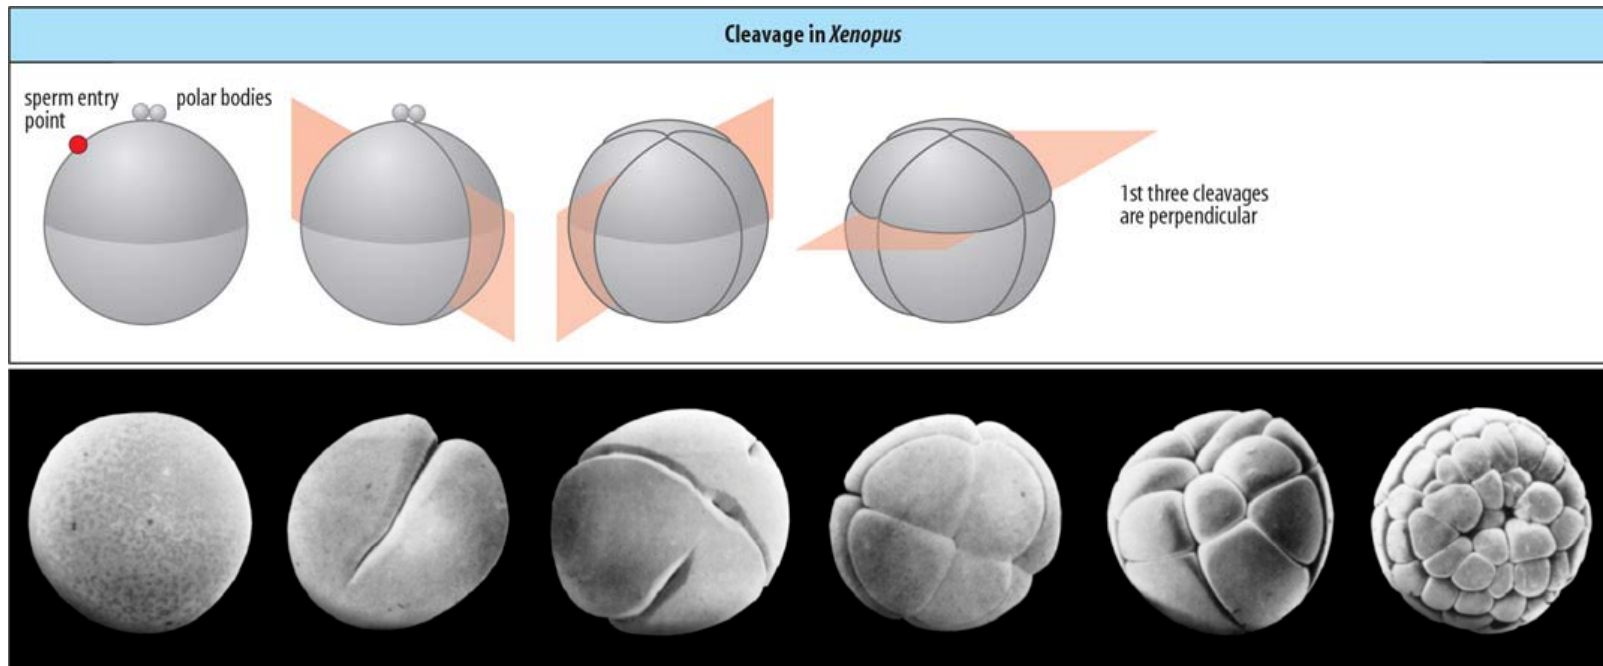 Cleavage in Xenopus
sperm entry
point
polar bodies
1st three cleavages
are perpendicular